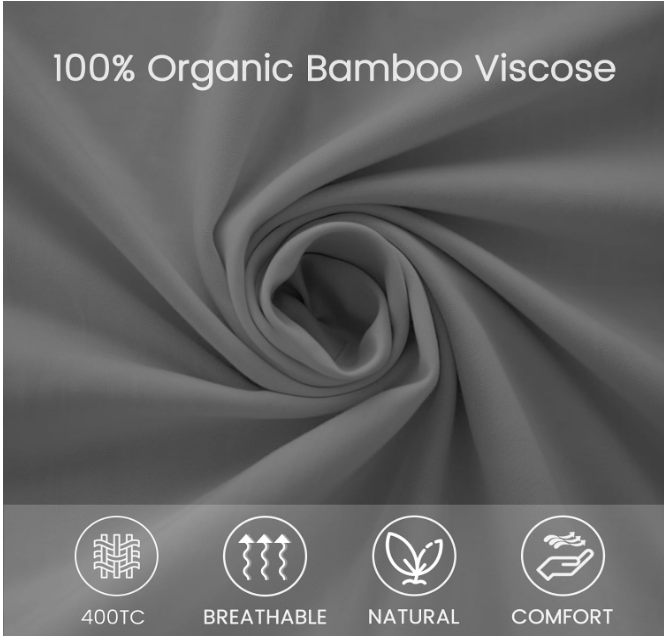 100% Organic Bamboo Viscose
400TC
BREATHABLE
NATURAL
COMFORT